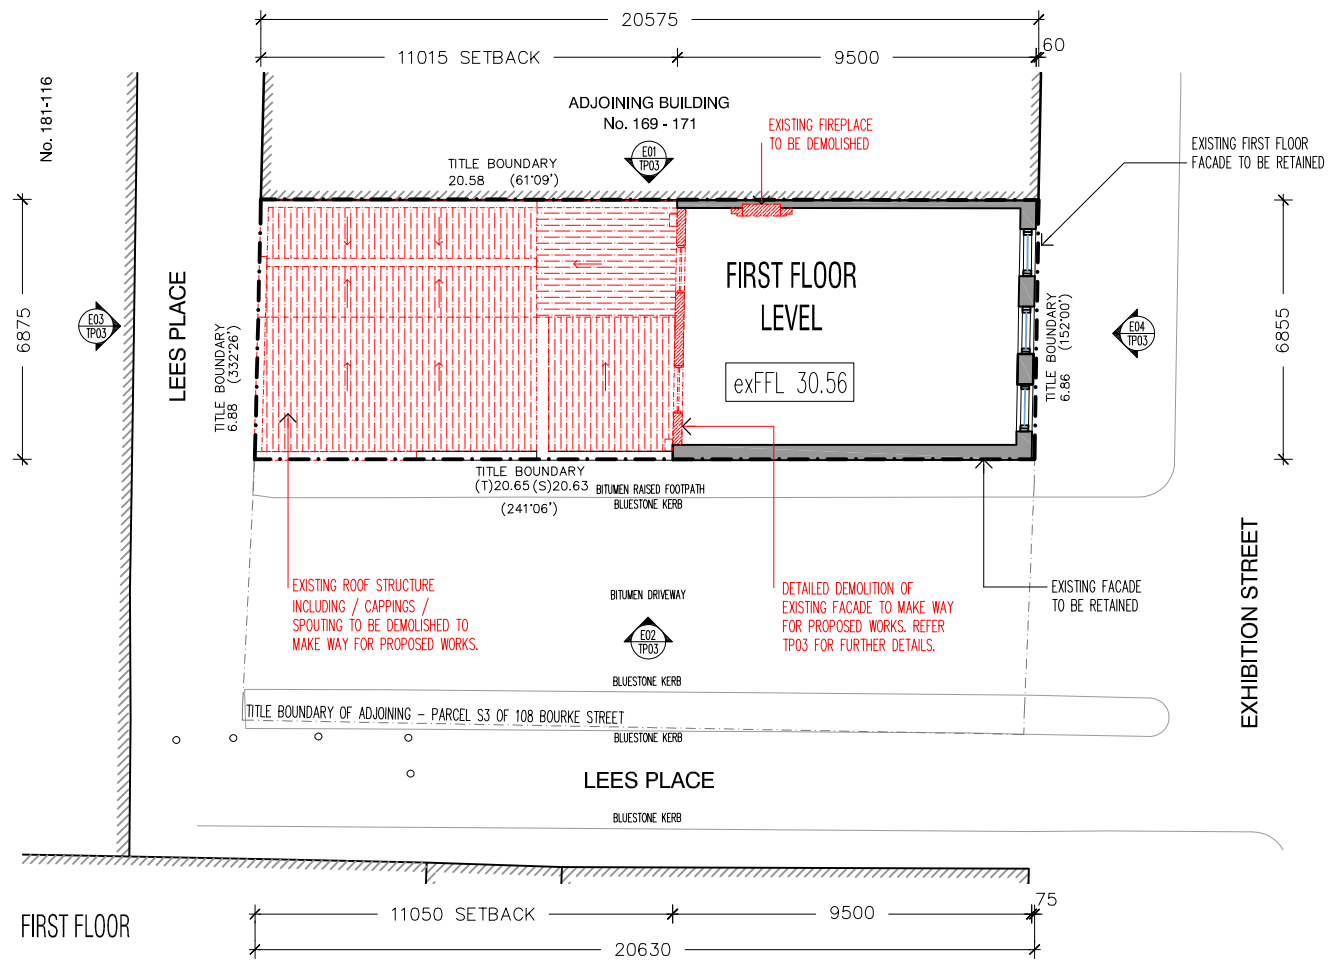 20575
11015 SETBACK
9500
60
No. 181-116
ADJOINING BUILDING
No. 169 - 171
E01
TP03
EXISTING FIREPLACE
TO BE DEMOLISHED
EXISTING FIRST FLOOR
FACADE TO BE RETAINED
TITLE BOUNDARY
20.58 (61°09')
6875
E03
TP03
LEES PLACE
TITLE BOUNDARY
(332°26')
6.88
FIRST FLOOR
LEVEL
exFFL 30.56
TITLE BOUNDARY
(152°00')
6.86
E04
TP03
6855
TITLE BOUNDARY
(T)20.65 (S)20.63
(241°06')
BITUMEN RAISED FOOTPATH
BLUESTONE KERB
EXISTING ROOF STRUCTURE
INCLUDING / CAPPINGS /
SPOUTING TO BE DEMOLISHED TO
MAKE WAY FOR PROPOSED WORKS.
BITUMEN DRIVEWAY
E02
TP03
DETAILED DEMOLITION OF
EXISTING FACADE TO MAKE WAY
FOR PROPOSED WORKS. REFER
TP03 FOR FURTHER DETAILS.
EXISTING FACADE
TO BE RETAINED
EXHIBITION STREET
BLUESTONE KERB
TITLE BOUNDARY OF ADJOINING - PARCEL S3 OF 108 BOURKE STREET
BLUESTONE KERB
LEES PLACE
BLUESTONE KERB
FIRST FLOOR
11050 SETBACK
9500
75
20630